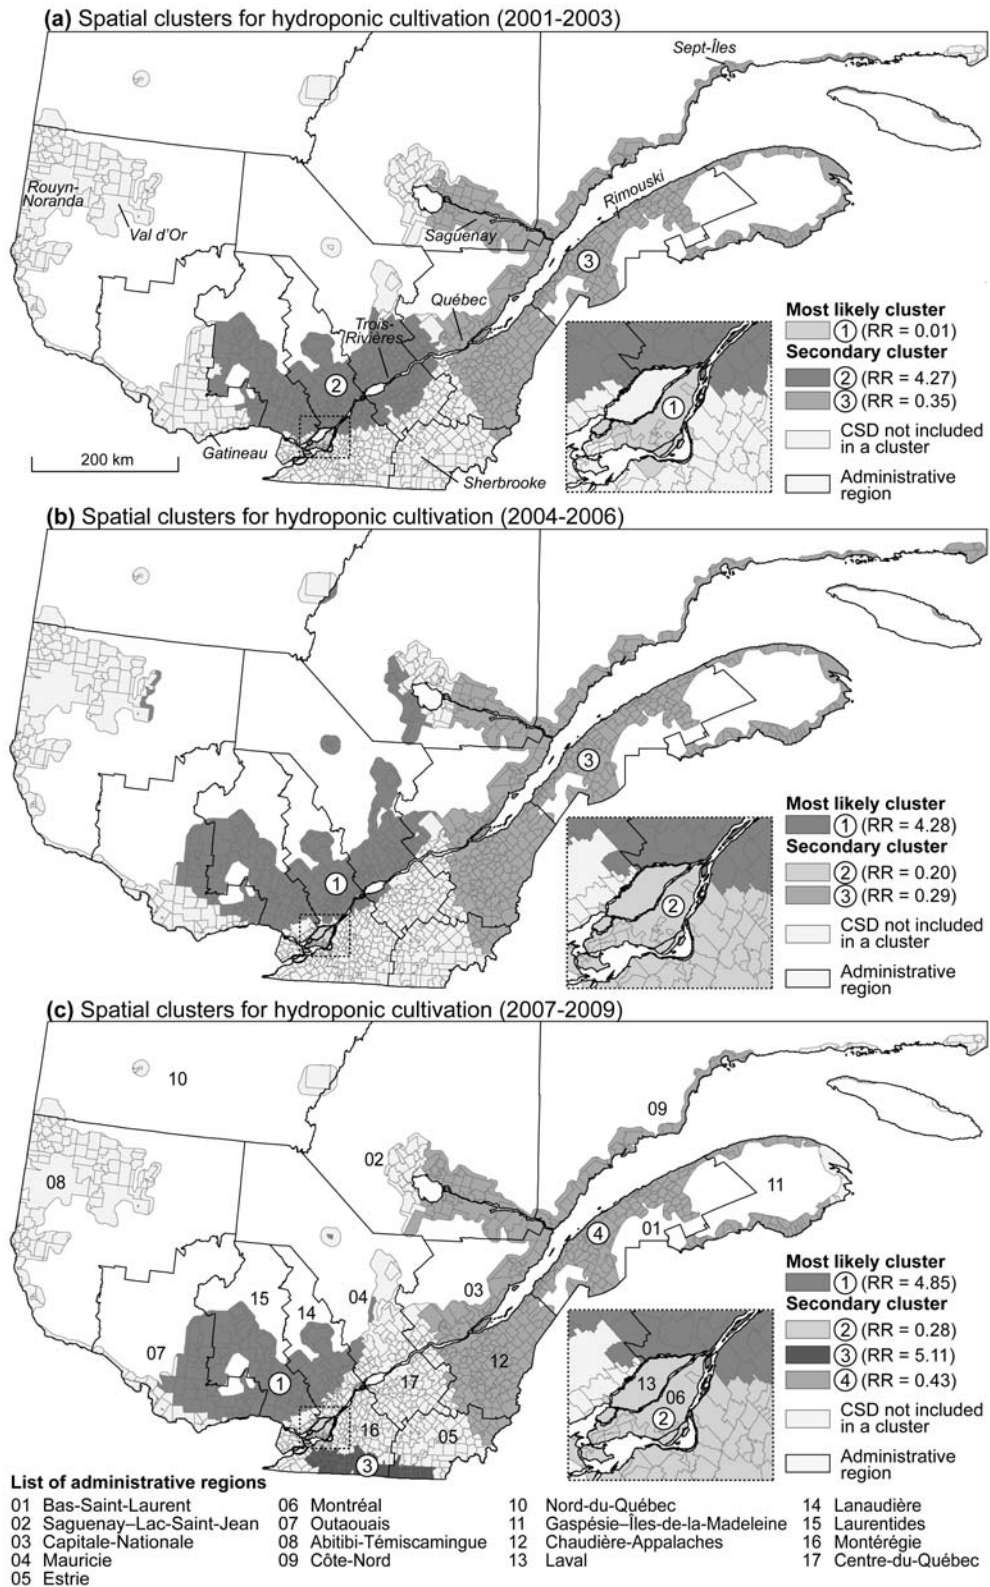 (a) Spatial clusters for hydroponic cultivation (2001-2003)
Sept-Îles
Rouyn-
Noranda
Val d'Or
Rimouski
Saguenay
3
Québec
Trois-
Rivières
2
Gatineau
200 km
Sherbrooke
1
Most likely cluster
1 (RR = 0.01)
Secondary cluster
2 (RR = 4.27)
3 (RR = 0.35)
CSD not included
in a cluster
Administrative
region
(b) Spatial clusters for hydroponic cultivation (2004-2006)
3
1
2
Most likely cluster
1 (RR = 4.28)
Secondary cluster
2 (RR = 0.20)
3 (RR = 0.29)
CSD not included
in a cluster
Administrative
region
(c) Spatial clusters for hydroponic cultivation (2007-2009)
10
09
02
08
11
4
01
15
14
04
03
07
12
1
17
16
05
3
13
06
2
Most likely cluster
1 (RR = 4.85)
Secondary cluster
2 (RR = 0.28)
3 (RR = 5.11)
4 (RR = 0.43)
CSD not included
in a cluster
Administrative
region
List of administrative regions
01 Bas-Saint-Laurent
02 Saguenay–Lac-Saint-Jean
03 Capitale-Nationale
04 Mauricie
05 Estrie
06 Montréal
07 Outaouais
08 Abitibi-Témiscamingue
09 Côte-Nord
10 Nord-du-Québec
11 Gaspésie–Îles-de-la-Madeleine
12 Chaudière-Appalaches
13 Laval
14 Lanaudière
15 Laurentides
16 Montérégie
17 Centre-du-Québec